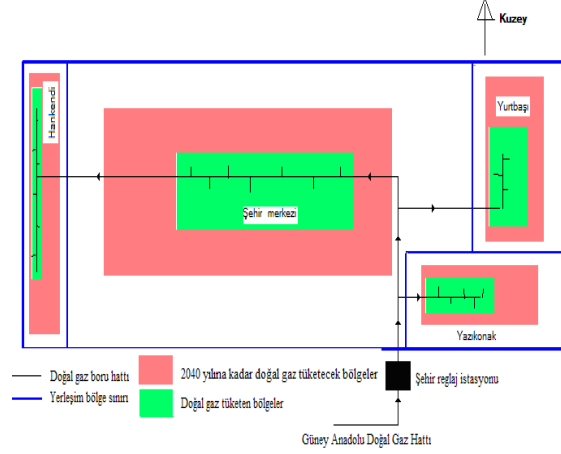 Kuzey
Hankendi
Yurtbaşı
Şehir merkezi
Yazıkonak
Doğal gaz boru hattı
2040 yılına kadar doğal gaz tüketecek bölgeler
Şehir reglaj istasyonu
Yerleşim bölge sınırı
Doğal gaz tüketen bölgeler
Güney Anadolu Doğal Gaz Hattı